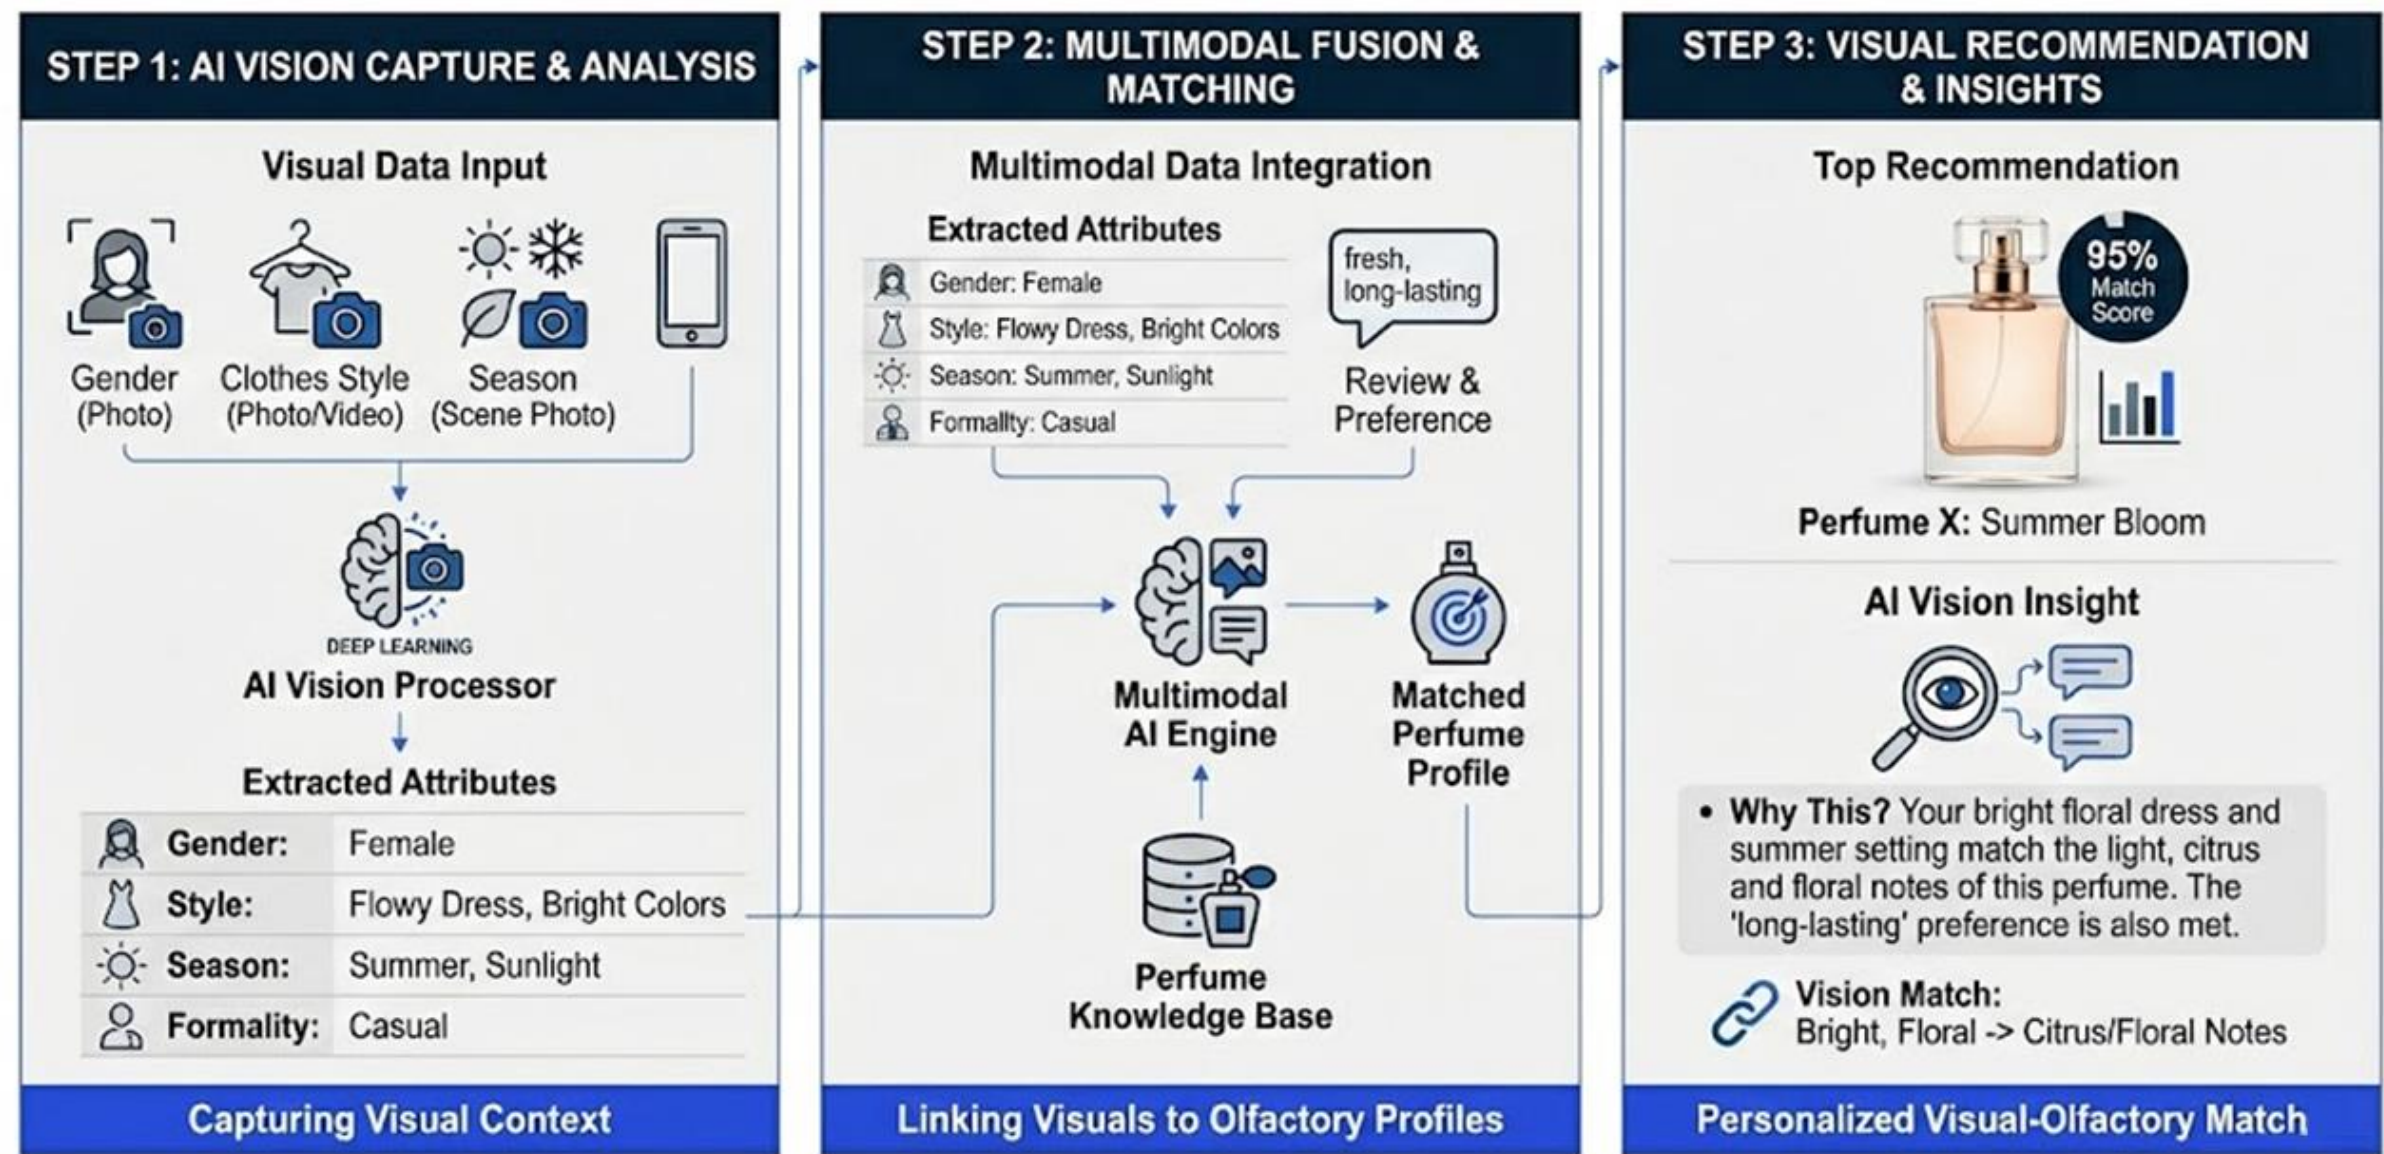 STEP 1: AI VISION CAPTURE & ANALYSIS
Visual Data Input
Gender
(Photo)
Clothes Style
(Photo/Video)
Season
(Scene Photo)
DEEP LEARNING
AI Vision Processor
Extracted Attributes
Gender: Female
Style: Flowy Dress, Bright Colors
Season: Summer, Sunlight
Formality: Casual
Capturing Visual Context
STEP 2: MULTIMODAL FUSION &
MATCHING
Multimodal Data Integration
Extracted Attributes
Gender: Female
Style: Flowy Dress, Bright Colors
Season: Summer, Sunlight
Formallty: Casual
fresh,
long-lasting
Review &
Preference
Multimodal
AI Engine
Matched
Perfume
Profile
Perfume
Knowledge Base
Linking Visuals to Olfactory Profiles
STEP 3: VISUAL RECOMMENDATION
& INSIGHTS
Top Recommendation
95%
Match
Score
Perfume X: Summer Bloom
AI Vision Insight
• Why This? Your bright floral dress and
summer setting match the light, citrus
and floral notes of this perfume. The
'long-lasting' preference is also met.
Vision Match:
Bright, Floral -> Citrus/Floral Notes
Personalized Visual-Olfactory Match